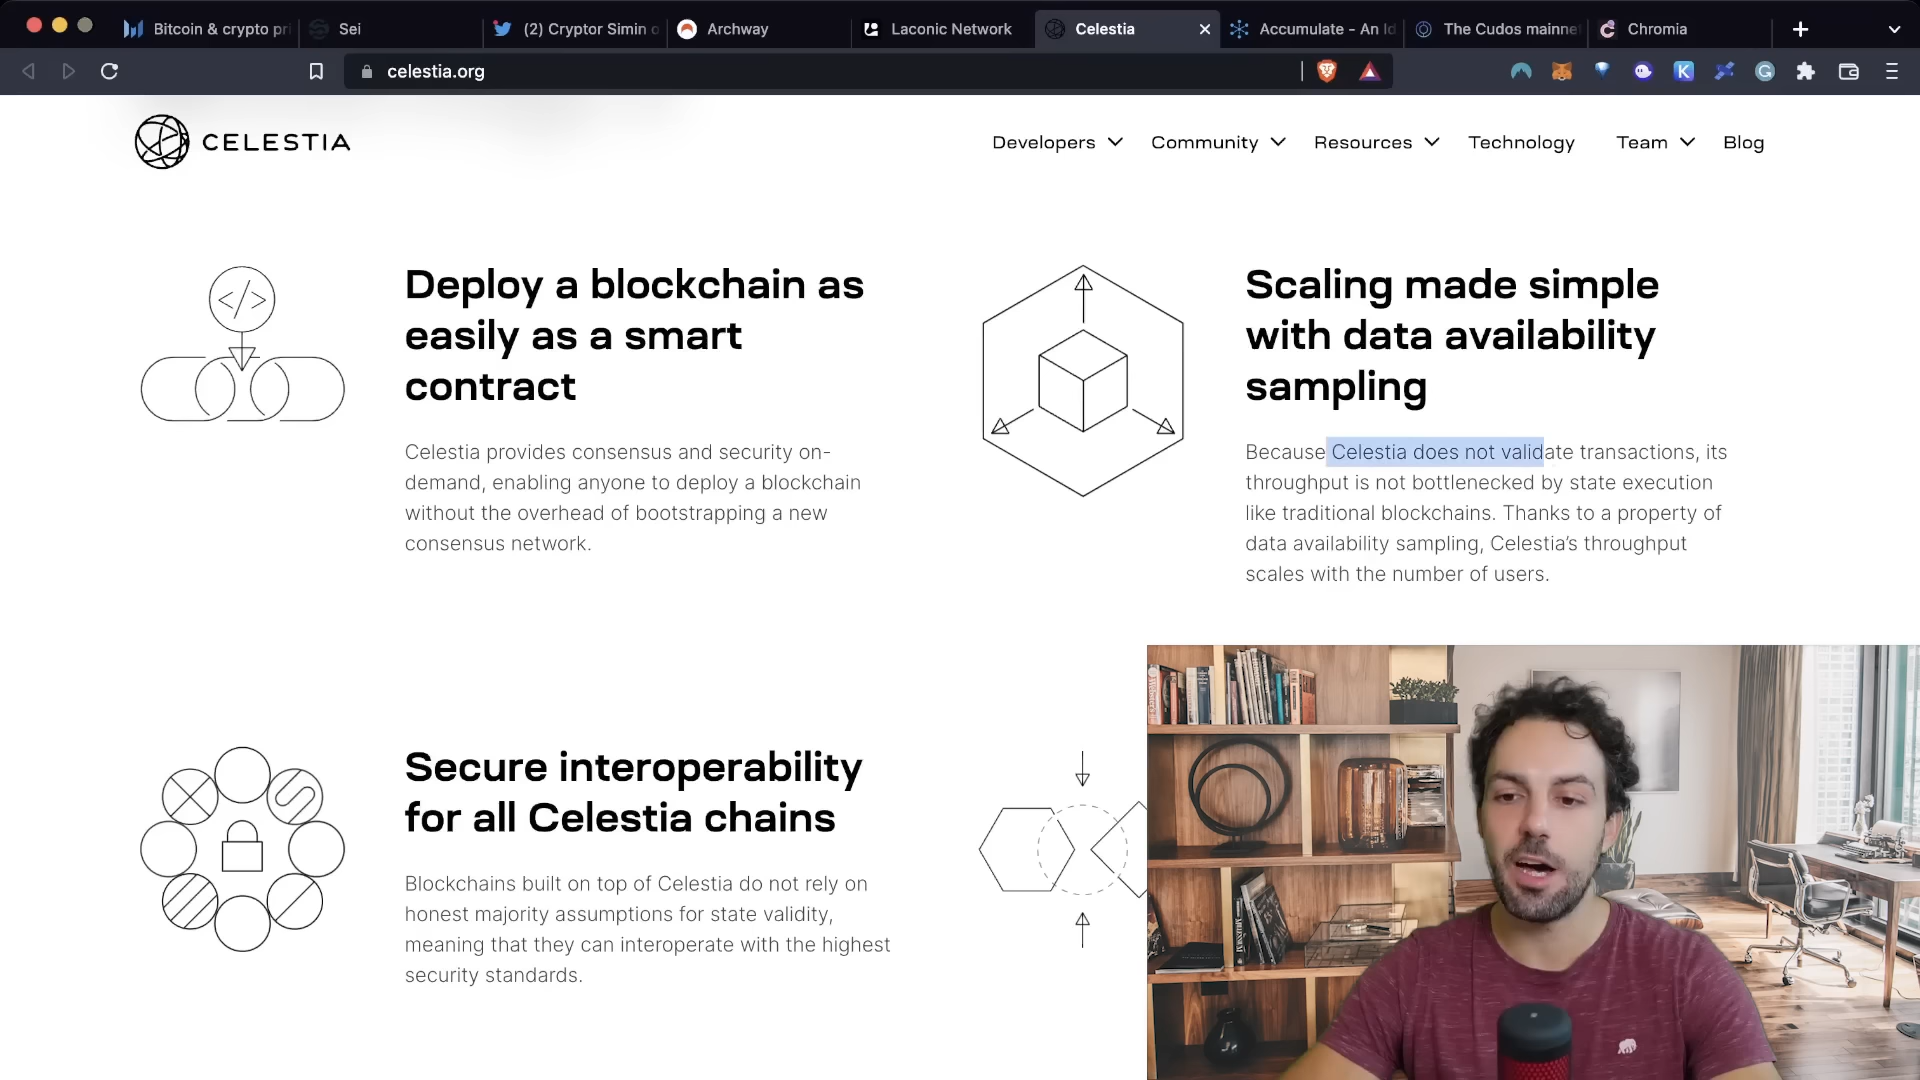 Bitcoin & crypto pri
Sei
(2) Cryptor Simin o
Archway
Laconic Network
Celestia
Accumulate - An Id
The Cudos mainne
Chromia
celestia.org
CELESTIA
Developers
Community
Resources
Technology
Team
Blog
Deploy a blockchain as
easily as a smart
contract
Celestia provides consensus and security on-
demand, enabling anyone to deploy a blockchain
without the overhead of bootstrapping a new
consensus network.
Scaling made simple
with data availability
sampling
Because Celestia does not validate transactions, its
throughput is not bottlenecked by state execution
like traditional blockchains. Thanks to a property of
data availability sampling, Celestia’s throughput
scales with the number of users.
Secure interoperability
for all Celestia chains
Blockchains built on top of Celestia do not rely on
honest majority assumptions for state validity,
meaning that they can interoperate with the highest
security standards.